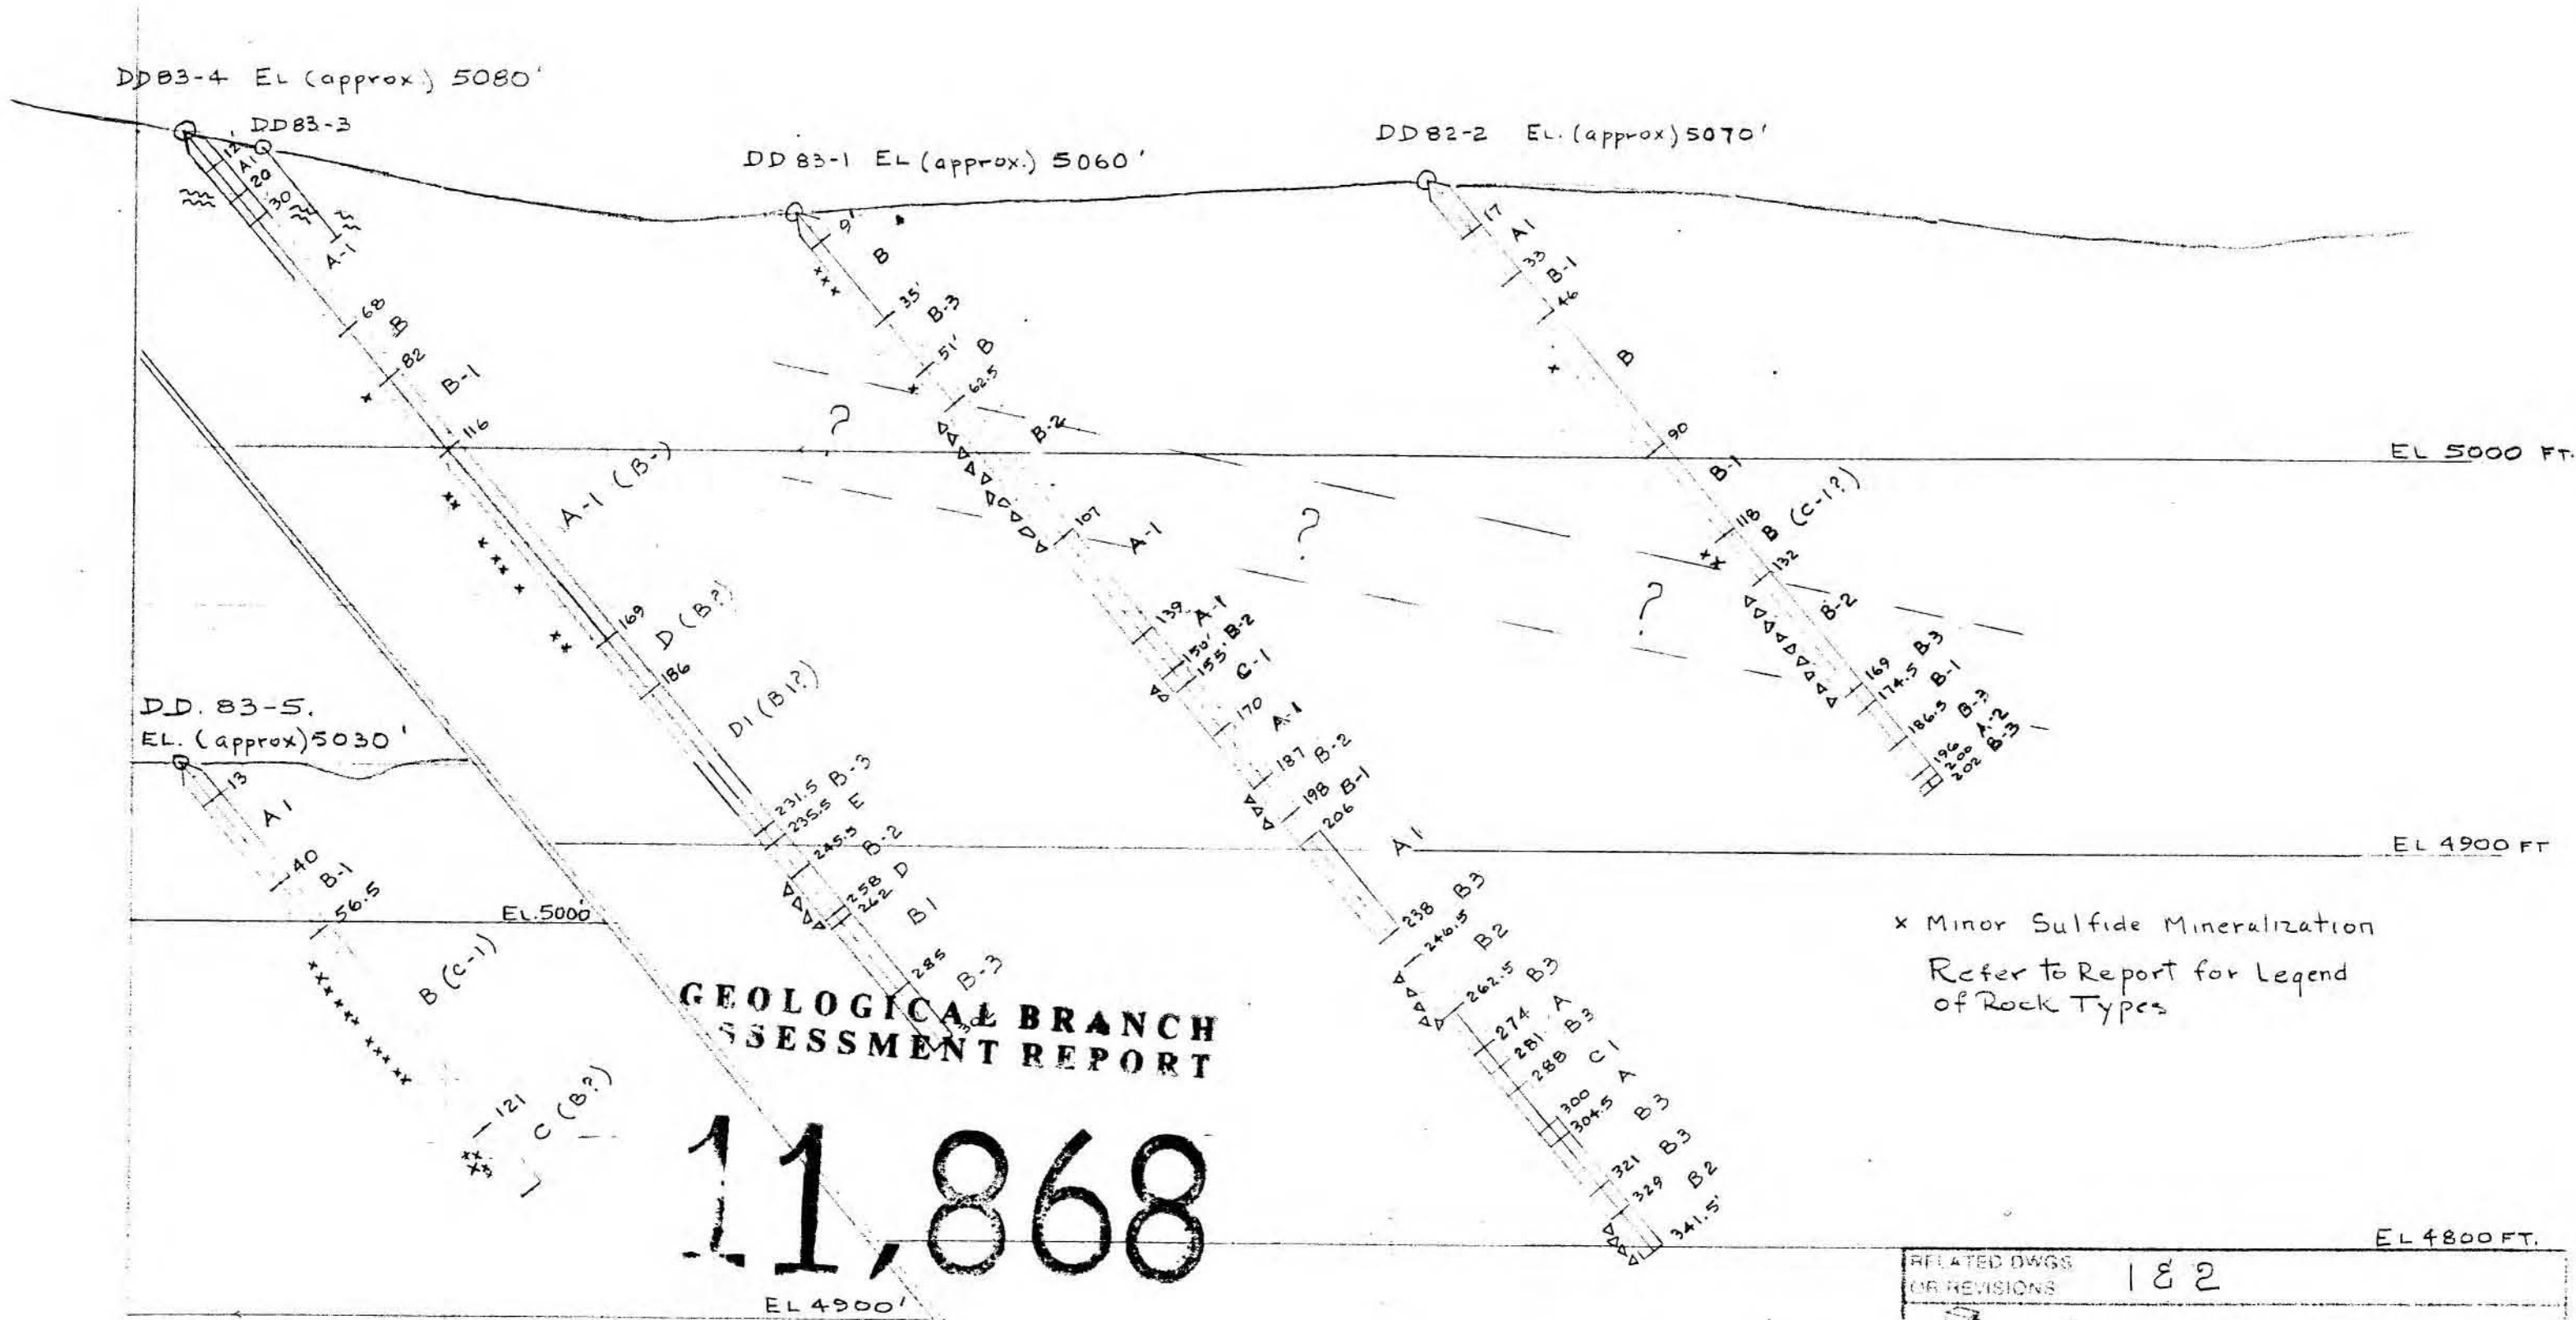 DD83-4 EL (approx.) 5080'
DD83-3
12'
A1
20
30
A-1
68
B
82
B-1
116
A-1 (B-)
169
D (B?)
186
D1 (B1?)
231.5 B-3
235.5 E
245.5 B-2
258 D
262
B1
285
B-3
DD83-1 EL (approx.) 5060'
9'
B
35'
B-3
51'
B
62.5
B-2
107
A-1
139
A-1
150' B-2
155'
C-1
170
A-1
187
B-2
198 B-1
206
A1
238 B3
246.5
B2
262.5 B3
274 A
281 B3
288 C1
300 A
304.5
B3
321 B3
329 B2
341.5'
DD82-2 EL. (approx) 5070'
17
A1
33
B-1
46
B
90
B-1
118
B (C-1?)
132
B-2
169 B-3
174.5 B-1
186.5 B-3
196 A-2
200 B-3
202
?
?
?
EL 5000 FT.
EL 4900 FT
EL 4800 FT.
D.D. 83-5.
EL. (approx) 5030'
13
A1
40
B-1
56.5
EL. 5000'
B (C-1)
121
C (B?)
EL 4900'
x Minor Sulfide Mineralization
Refer to Report for Legend
of Rock Types
GEOLOGICAL BRANCH
SSESSMENT REPORT
11,868
RELATED DWGS
OR REVISIONS
1 & 2